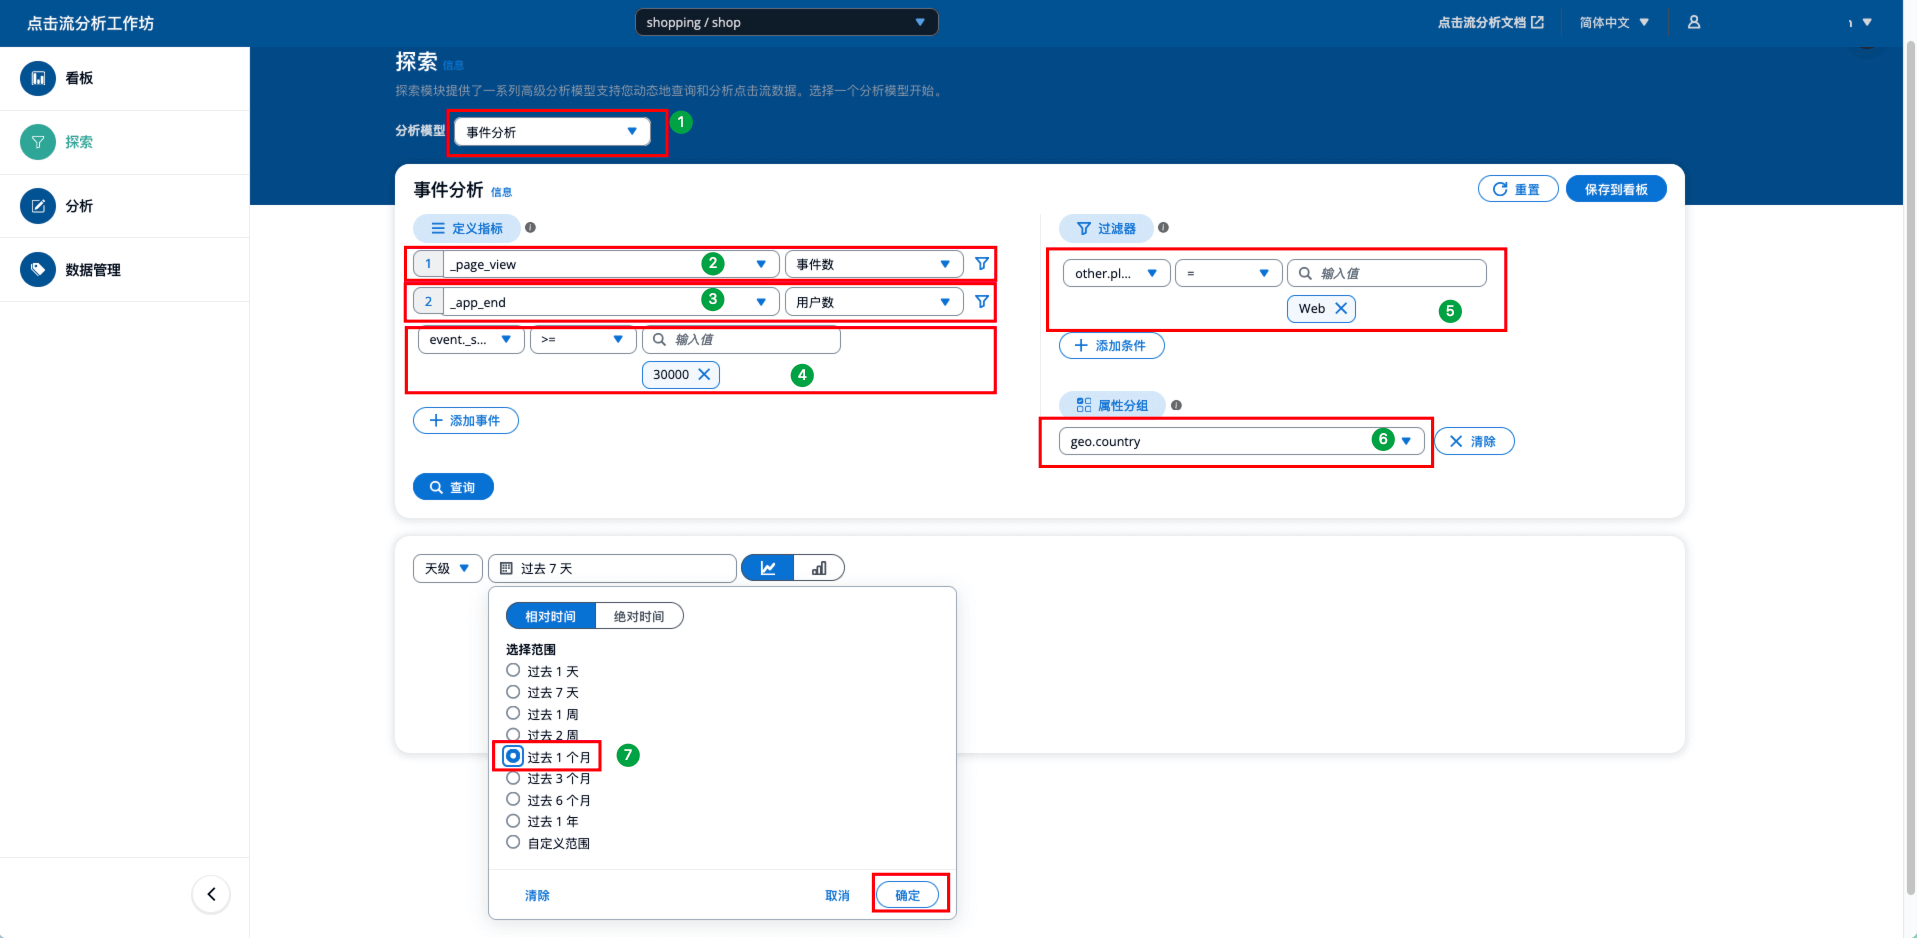 点击流分析工作坊
shopping / shop
点击流分析文档
简体中文
看板
探索
分析
数据管理
探索 信息
探索模块提供了一系列高级分析模型支持您动态地查询和分析点击流数据。选择一个分析模型开始。
分析模型 事件分析 1
事件分析 信息
重置 保存到看板
定义指标
1 _page_view 2 事件数
2 _app_end 3 用户数
event._s... >= 输入值
30000 4
添加事件
查询
过滤器
other.pl... = 输入值
Web 5
添加条件
属性分组
geo.country 6 清除
天级 过去 7 天
相对时间 绝对时间
选择范围
过去 1 天
过去 7 天
过去 1 周
过去 2 周
过去 1 个月 7
过去 3 个月
过去 6 个月
过去 1 年
自定义范围
清除 取消 确定